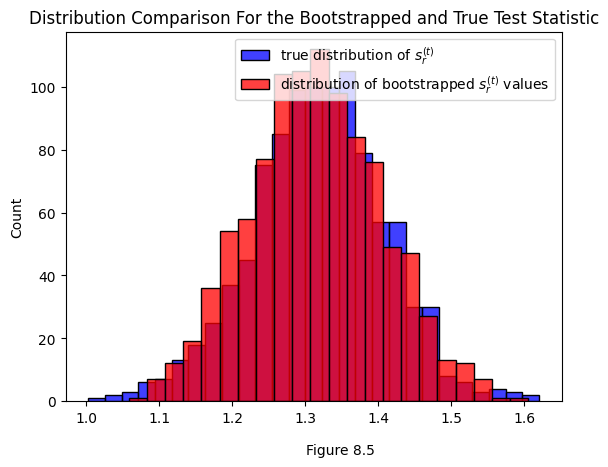 Distribution Comparison For the Bootstrapped and True Test Statistic
true distribution of $s_r^{(t)}$
distribution of bootstrapped $s_r^{(t)}$ values
Count
100
80
60
40
20
0
1.0 1.1 1.2 1.3 1.4 1.5 1.6
Figure 8.5